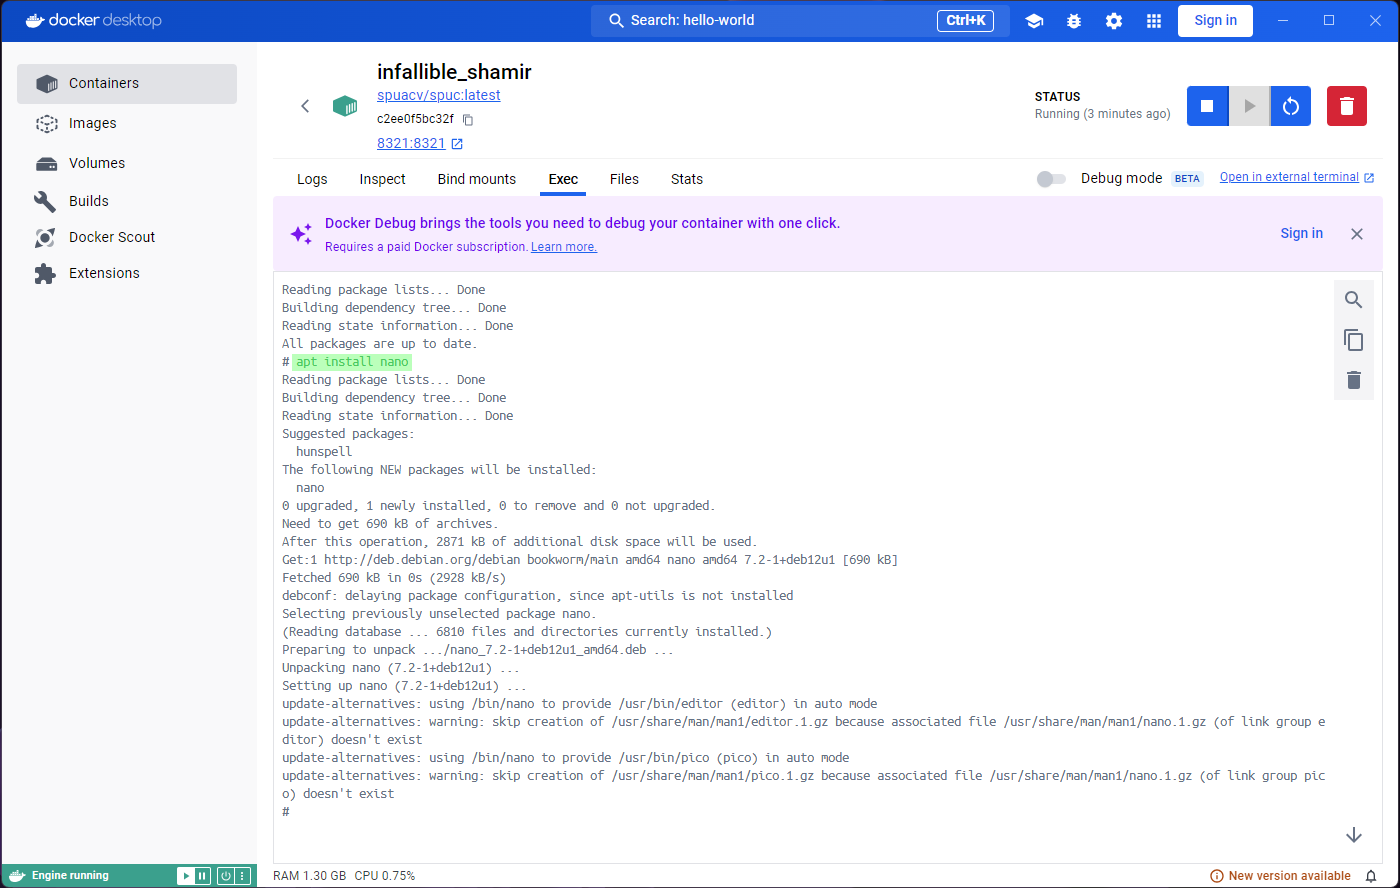 docker desktop
Search: hello-world
Ctrl+K
Sign in
Containers
Images
Volumes
Builds
Docker Scout
Extensions
infallible_shamir
spuacv/spuc:latest
c2ee0f5bc32f
8321:8321
STATUS
Running (3 minutes ago)
Logs
Inspect
Bind mounts
Exec
Files
Stats
Debug mode
BETA
Open in external terminal
Docker Debug brings the tools you need to debug your container with one click.
Requires a paid Docker subscription. Learn more.
Sign in
Reading package lists... Done
Building dependency tree... Done
Reading state information... Done
All packages are up to date.
# apt install nano
Reading package lists... Done
Building dependency tree... Done
Reading state information... Done
Suggested packages:
  hunspell
The following NEW packages will be installed:
  nano
0 upgraded, 1 newly installed, 0 to remove and 0 not upgraded.
Need to get 690 kB of archives.
After this operation, 2871 kB of additional disk space will be used.
Get:1 http://deb.debian.org/debian bookworm/main amd64 nano amd64 7.2-1+deb12u1 [690 kB]
Fetched 690 kB in 0s (2928 kB/s)
debconf: delaying package configuration, since apt-utils is not installed
Selecting previously unselected package nano.
(Reading database ... 6810 files and directories currently installed.)
Preparing to unpack .../nano_7.2-1+deb12u1_amd64.deb ...
Unpacking nano (7.2-1+deb12u1) ...
Setting up nano (7.2-1+deb12u1) ...
update-alternatives: using /bin/nano to provide /usr/bin/editor (editor) in auto mode
update-alternatives: warning: skip creation of /usr/share/man/man1/editor.1.gz because associated file /usr/share/man/man1/nano.1.gz (of link group e
ditor) doesn't exist
update-alternatives: using /bin/nano to provide /usr/bin/pico (pico) in auto mode
update-alternatives: warning: skip creation of /usr/share/man/man1/pico.1.gz because associated file /usr/share/man/man1/nano.1.gz (of link group pic
o) doesn't exist
#
Engine running
RAM 1.30 GB CPU 0.75%
New version available